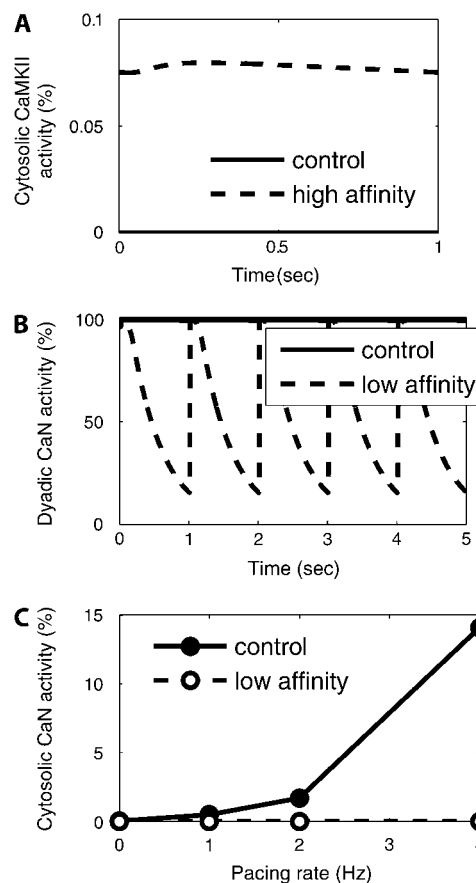 A
Cytosolic CaMKII
activity (%)
0.1
0.05
0
control
high affinity
0
0.5
1
Time(sec)
B
Dyadic CaN activity (%)
100
50
0
control
low affinity
0
1
2
3
4
5
Time (sec)
C
Cytosolic CaN activity (%)
15
10
5
0
control
low affinity
0
1
2
3
Pacing rate (Hz)